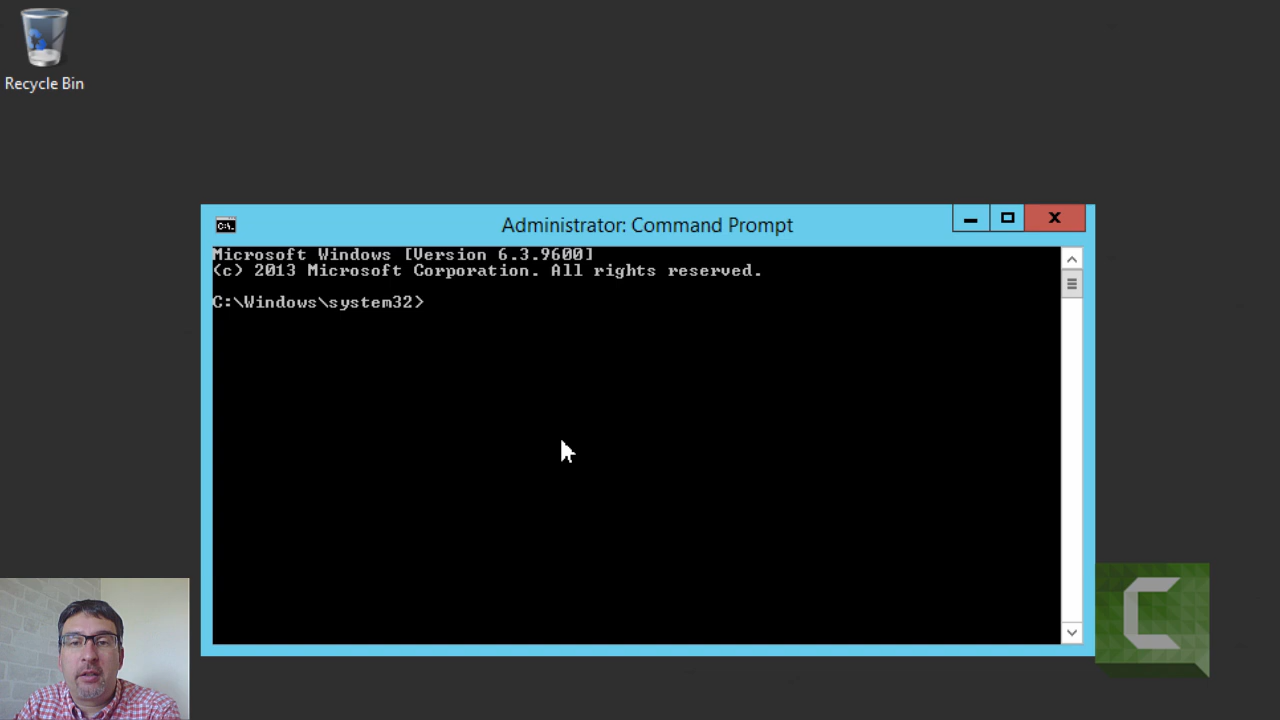 Recycle Bin
Administrator: Command Prompt
Microsoft Windows [Version 6.3.9600]
(c) 2013 Microsoft Corporation. All rights reserved.
C:\Windows\system32>